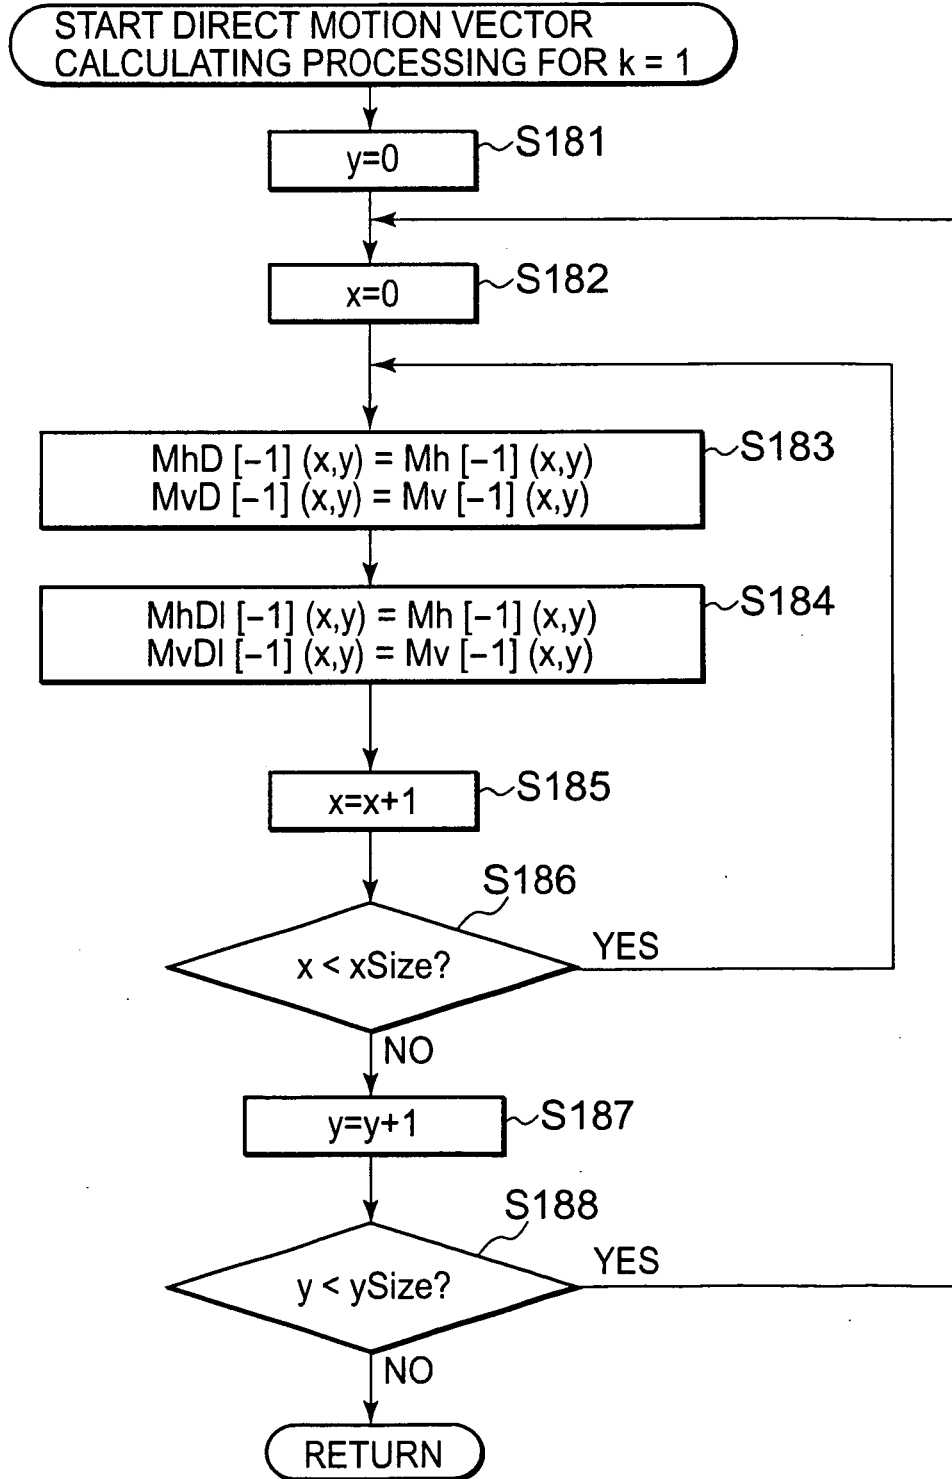 START DIRECT MOTION VECTOR
CALCULATING PROCESSING FOR k = 1
y=0
S181
x=0
S182
MhD [−1] (x,y) = Mh [−1] (x,y)
MvD [−1] (x,y) = Mv [−1] (x,y)
S183
MhDI [−1] (x,y) = Mh [−1] (x,y)
MvDI [−1] (x,y) = Mv [−1] (x,y)
S184
x=x+1
S185
S186
x < xSize?
YES
NO
y=y+1
S187
S188
y < ySize?
YES
NO
RETURN